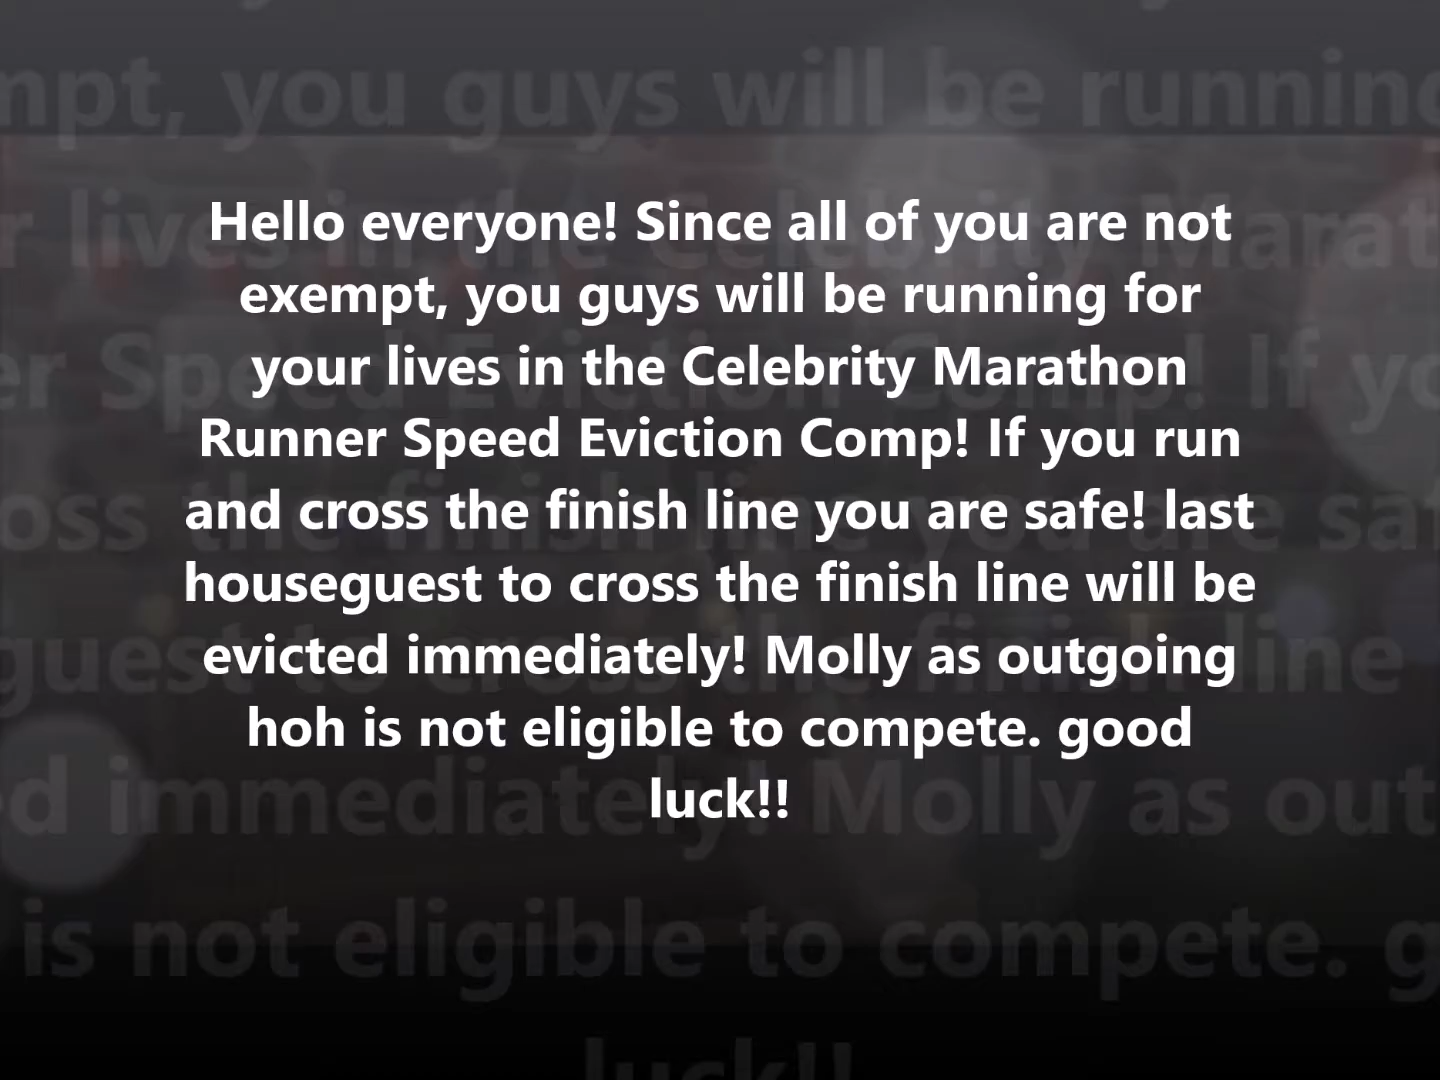 Hello everyone! Since all of you are not
exempt, you guys will be running for
your lives in the Celebrity Marathon
Runner Speed Eviction Comp! If you run
and cross the finish line you are safe! last
houseguest to cross the finish line will be
evicted immediately! Molly as outgoing
hoh is not eligible to compete. good
luck!!